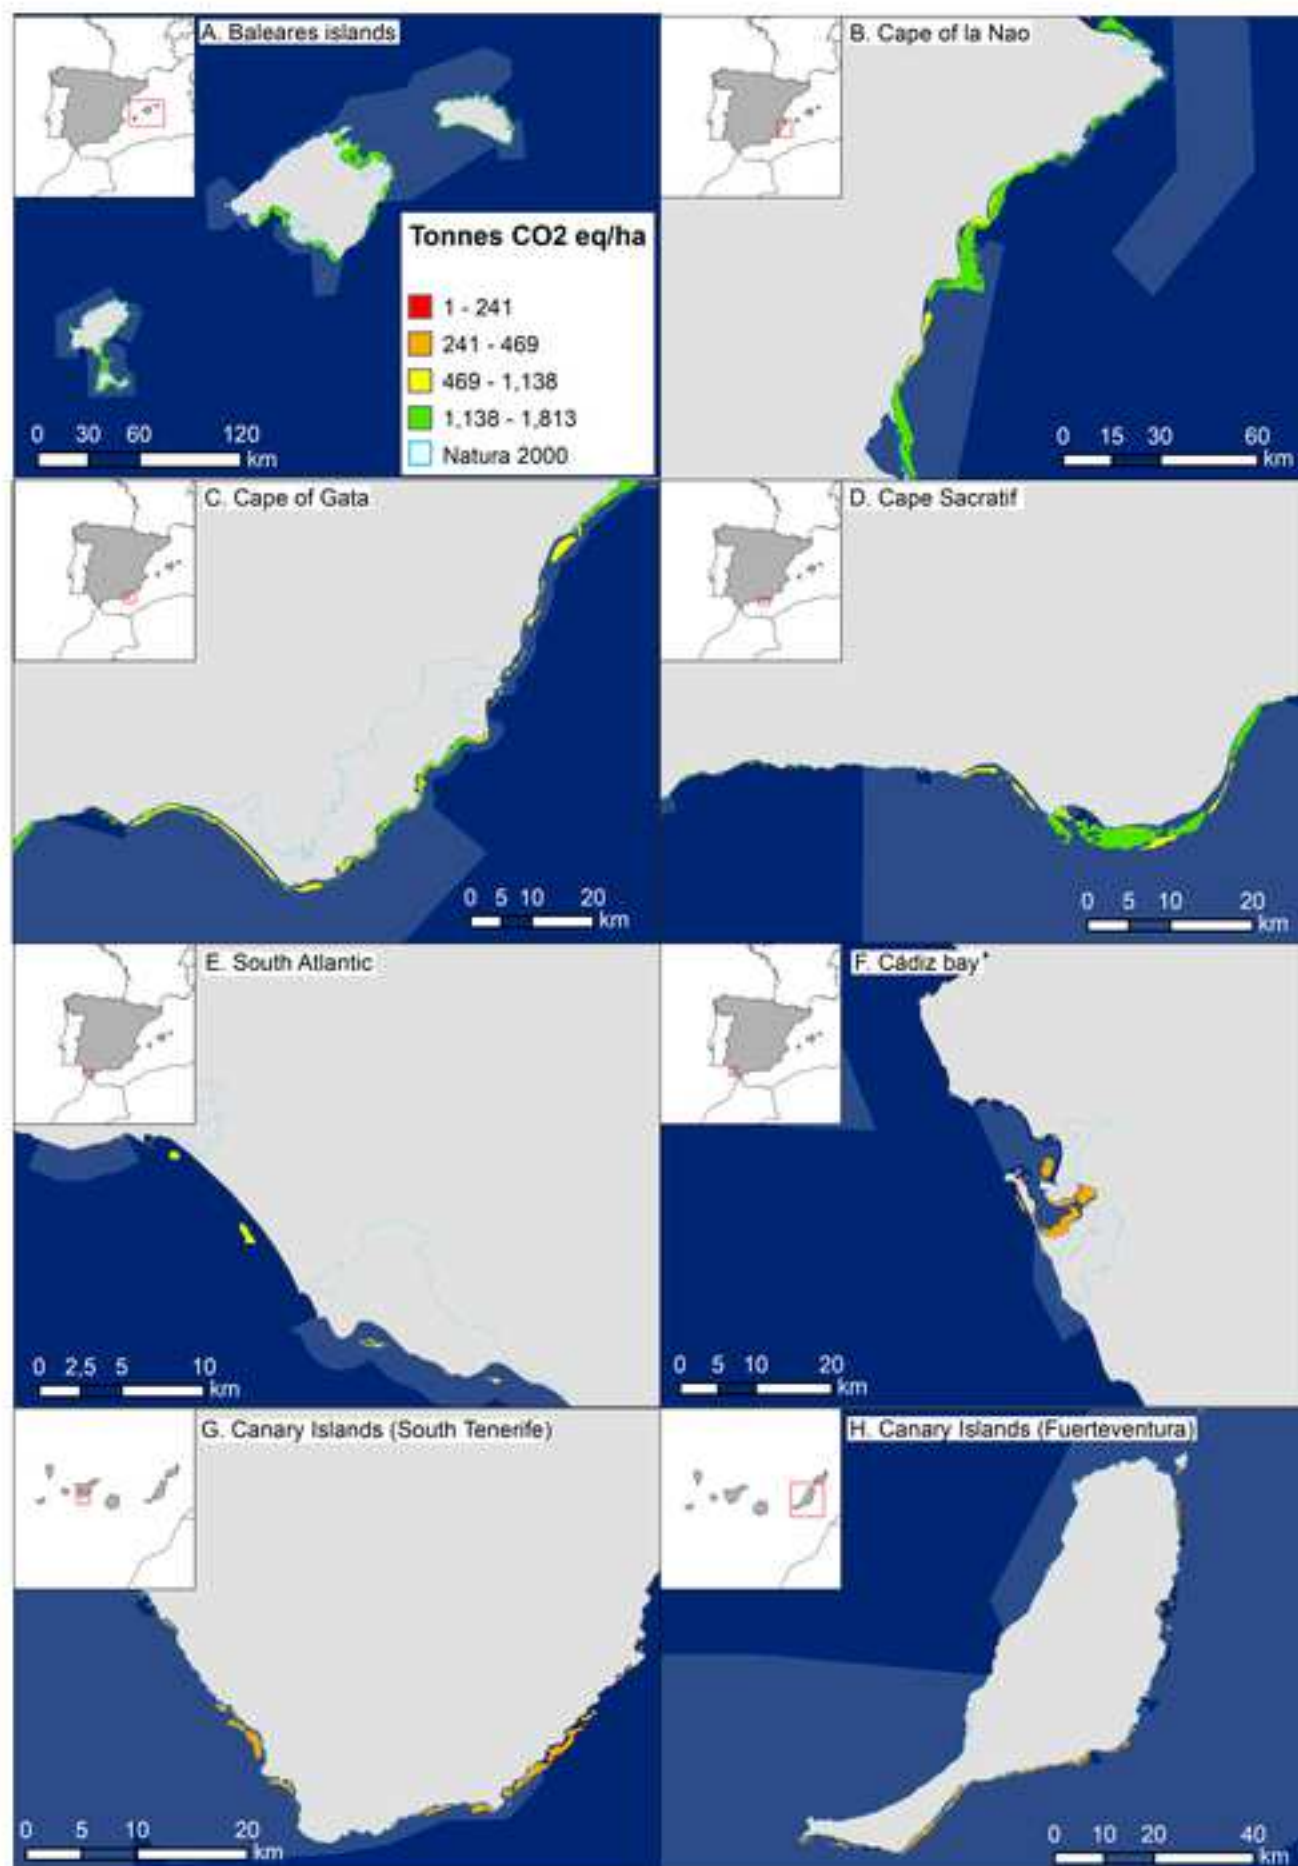 A. Baleares islands
Tonnes CO2 eq/ha
1 - 241
241 - 469
469 - 1,138
1,138 - 1,813
Natura 2000
0 30 60 120
km
B. Cape of la Nao
0 15 30 60
km
C. Cape of Gata
0 5 10 20
km
D. Cape Sacratif
0 5 10 20
km
E. South Atlantic
0 2,5 5 10
km
F. Cádiz bay*
0 5 10 20
km
G. Canary Islands (South Tenerife)
0 5 10 20
km
H. Canary Islands (Fuerteventura)
0 10 20 40
km